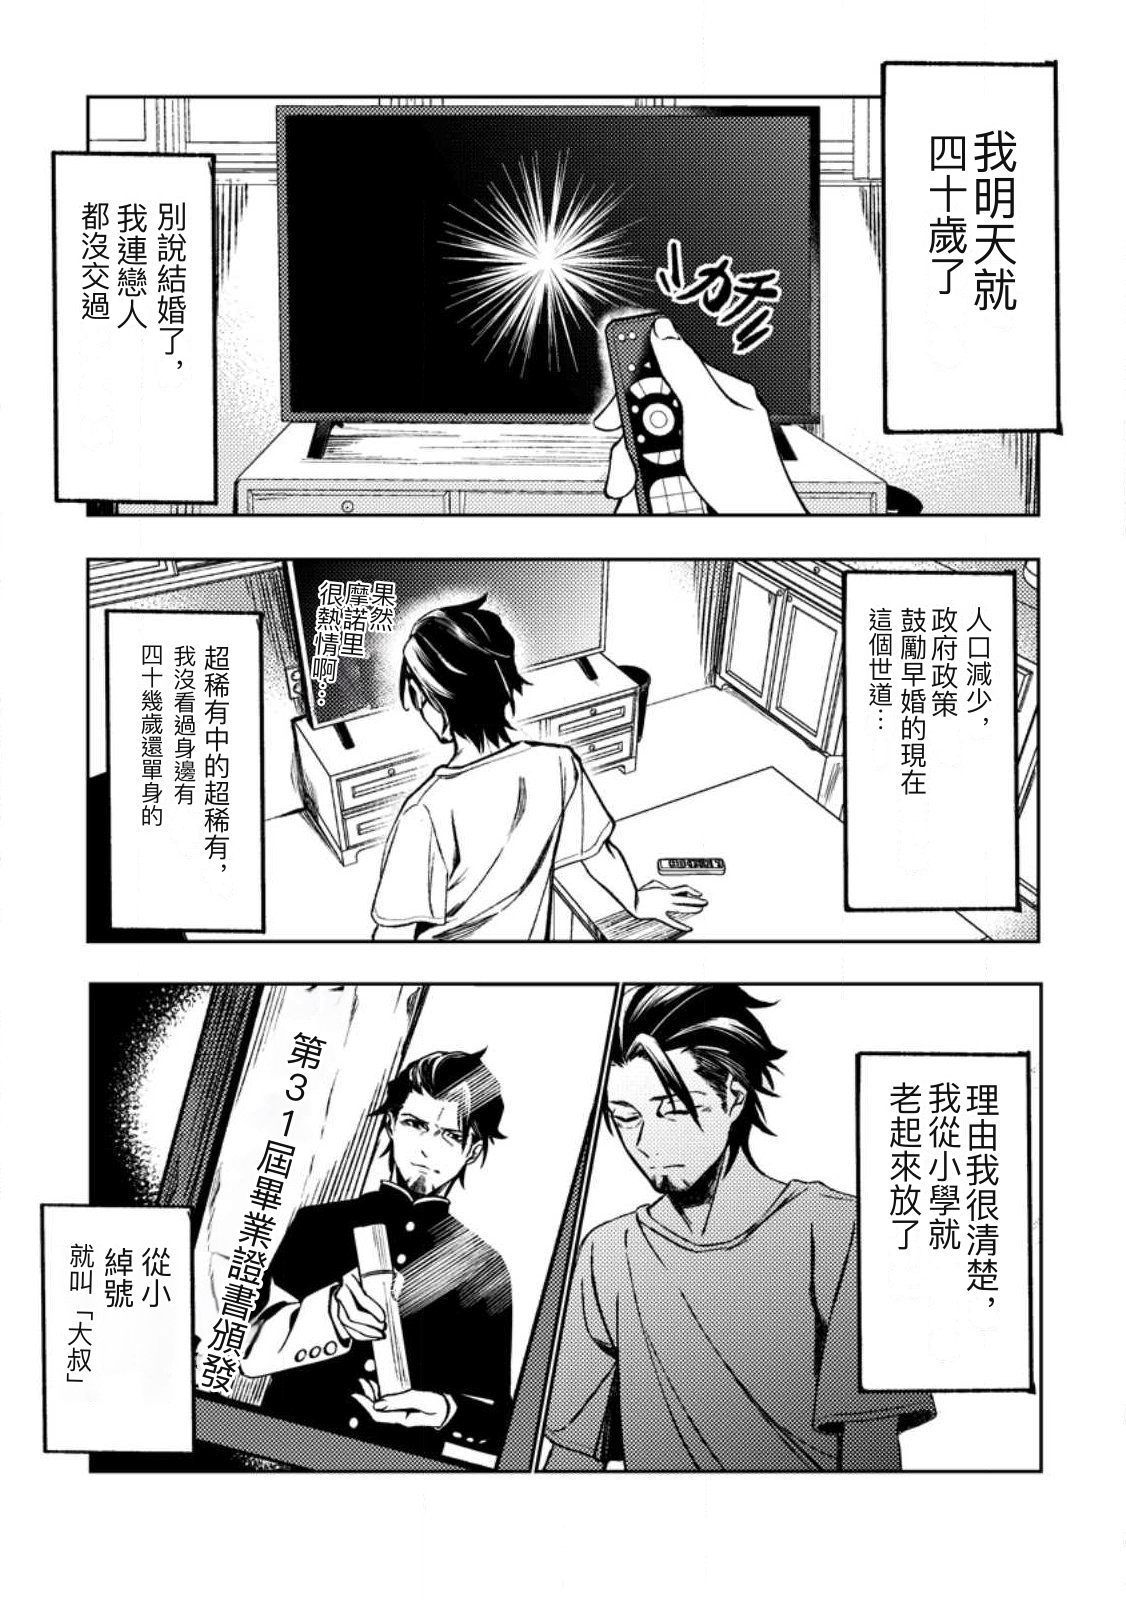 我明天就
四十歲了
カチッ
別說結婚了，
我連戀人
都沒交過
人口減少，
政府政策
鼓勵早婚的現在
這個世道…
果然
摩諾里
很熱情啊…
超稀有中的超稀有，
我沒看過身邊有
四十幾歲還單身的
理由我很清楚，
我從小學就
老起來放了
第31屆畢業證書頒發
從小
綽號
就叫「大叔」